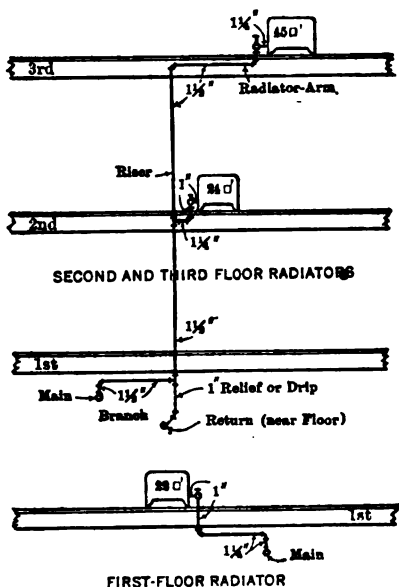 1¼"
45□'
3rd
1½"
Radiator-Arm
Riser
1"
24□'
2nd
1¼"
SECOND AND THIRD FLOOR RADIATORS
1½"
1st
Main
1½"
Branch
1" Relief or Drip
Return (near Floor)
28□'
1"
1st
1¼"
Main
FIRST-FLOOR RADIATOR